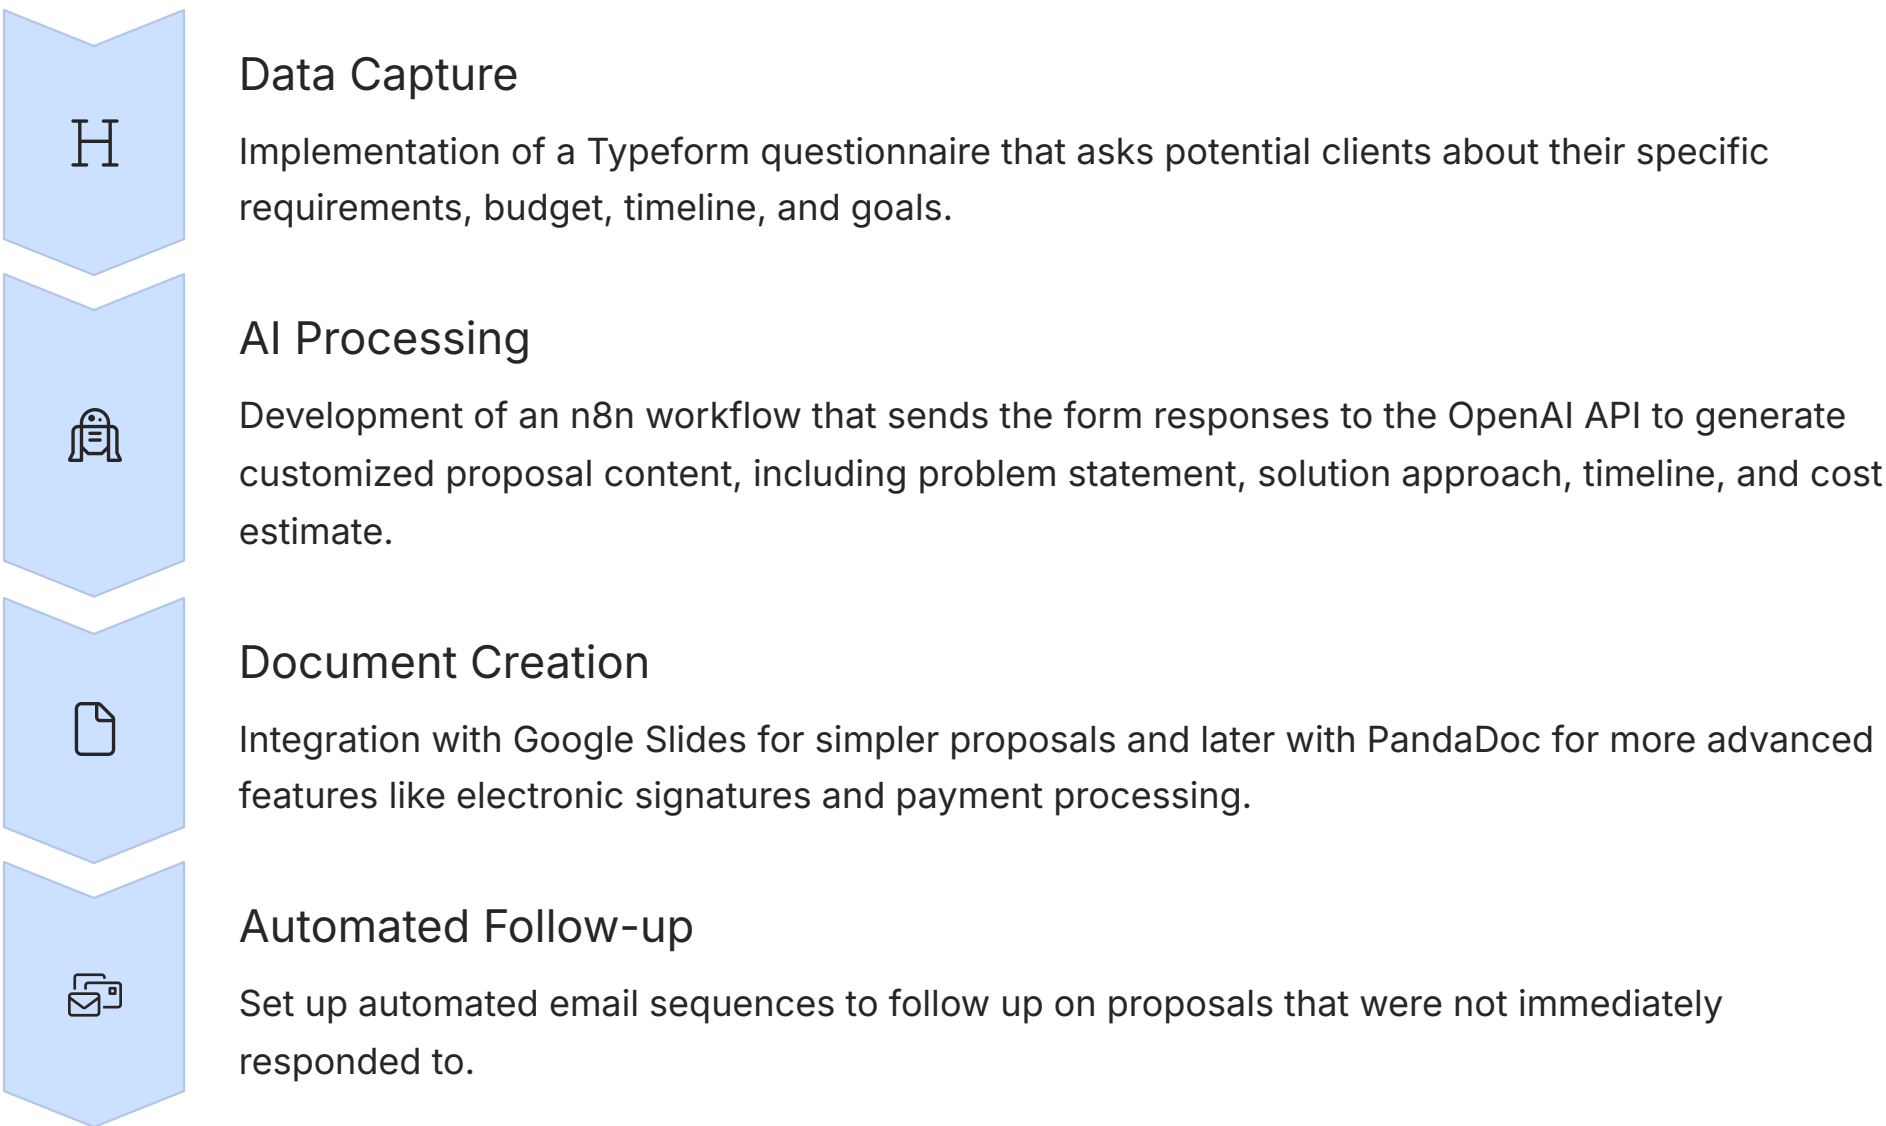 Data Capture
Implementation of a Typeform questionnaire that asks potential clients about their specific
requirements, budget, timeline, and goals.
AI Processing
Development of an n8n workflow that sends the form responses to the OpenAI API to generate
customized proposal content, including problem statement, solution approach, timeline, and cost
estimate.
Document Creation
Integration with Google Slides for simpler proposals and later with PandaDoc for more advanced
features like electronic signatures and payment processing.
Automated Follow-up
Set up automated email sequences to follow up on proposals that were not immediately
responded to.